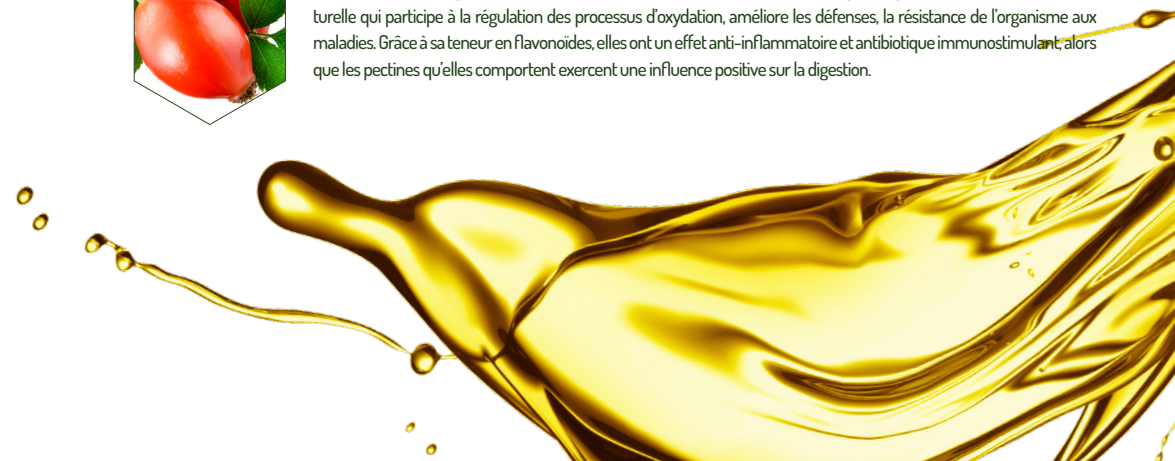 turelle qui participe à la régulation des processus d'oxydation, améliore les défenses, la résistance de l'organisme aux
maladies. Grâce à sa teneur en flavonoïdes, elles ont un effet anti-inflammatoire et antibiotique immunostimulant, alors
que les pectines qu'elles comportent exercent une influence positive sur la digestion.